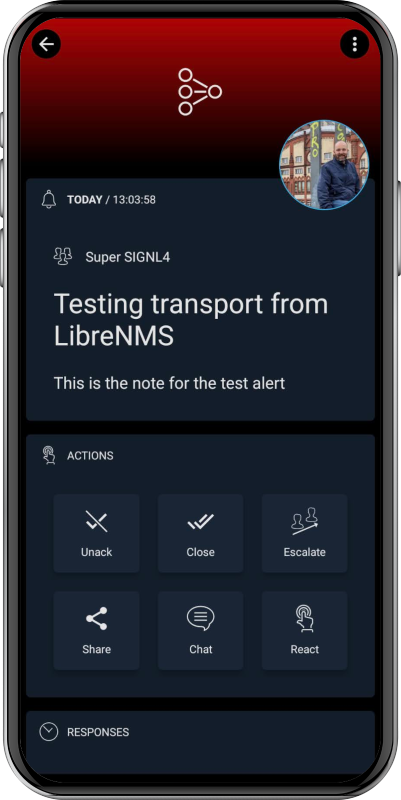 TODAY / 13:03:58
Super SIGNL4
Testing transport from
LibreNMS
This is the note for the test alert
ACTIONS
Unack
Close
Escalate
Share
Chat
React
RESPONSES